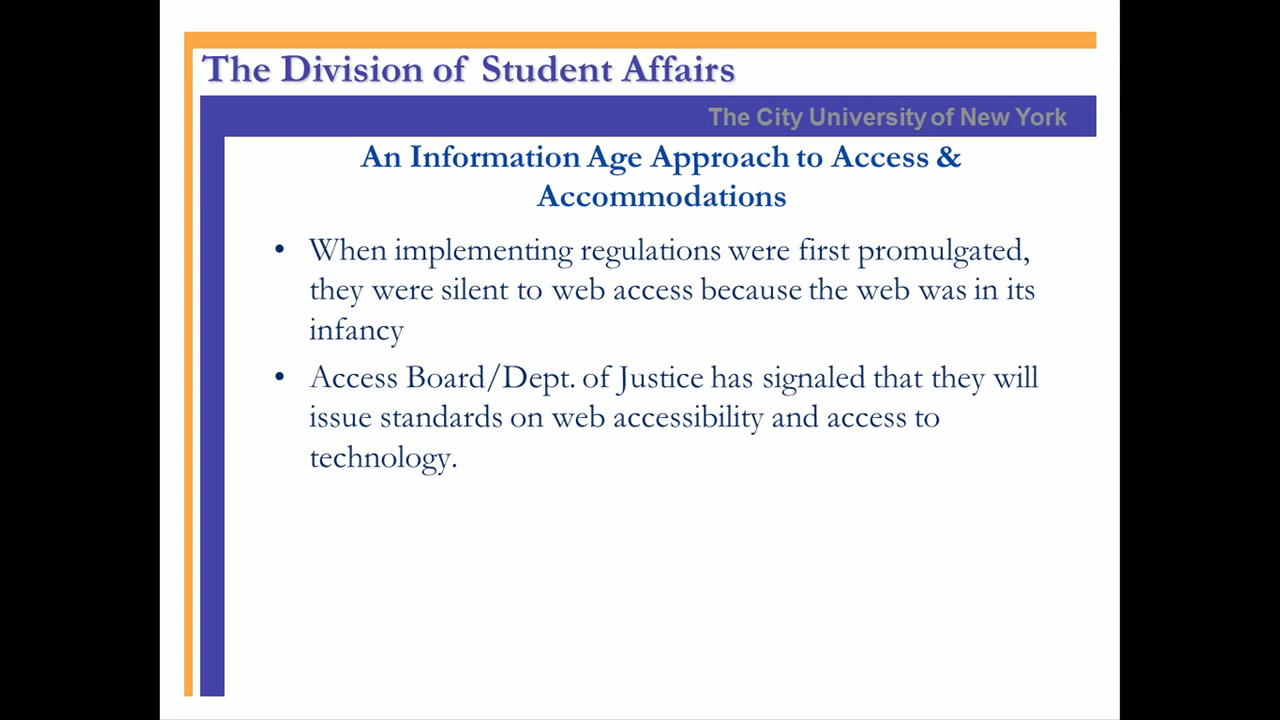 The Division of Student Affairs
The City University of New York
An Information Age Approach to Access &
Accommodations
• When implementing regulations were first promulgated,
they were silent to web access because the web was in its
infancy
• Access Board/Dept. of Justice has signaled that they will
issue standards on web accessibility and access to
technology.